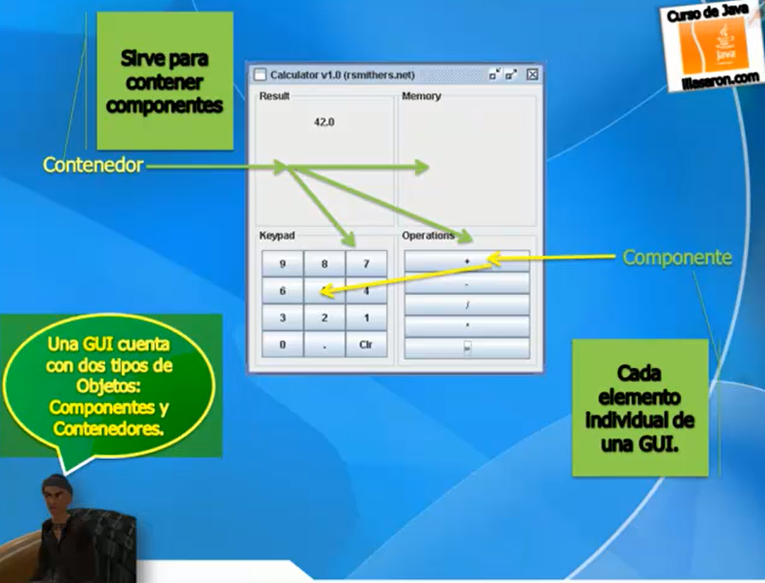 Curso de Java
Java
illasaron.com
Sirve para
contener
componentes
Calculator v1.0 (rsmithers.net)
Result
Memory
42.0
Contenedor
Keypad
Operations
9 8 7
+
Componente
6 4
-
/
3 2 1
*
0 . Clr
=
Una GUI cuenta
con dos tipos de
Objetos:
Componentes y
Contenedores.
Cada
elemento
individual de
una GUI.